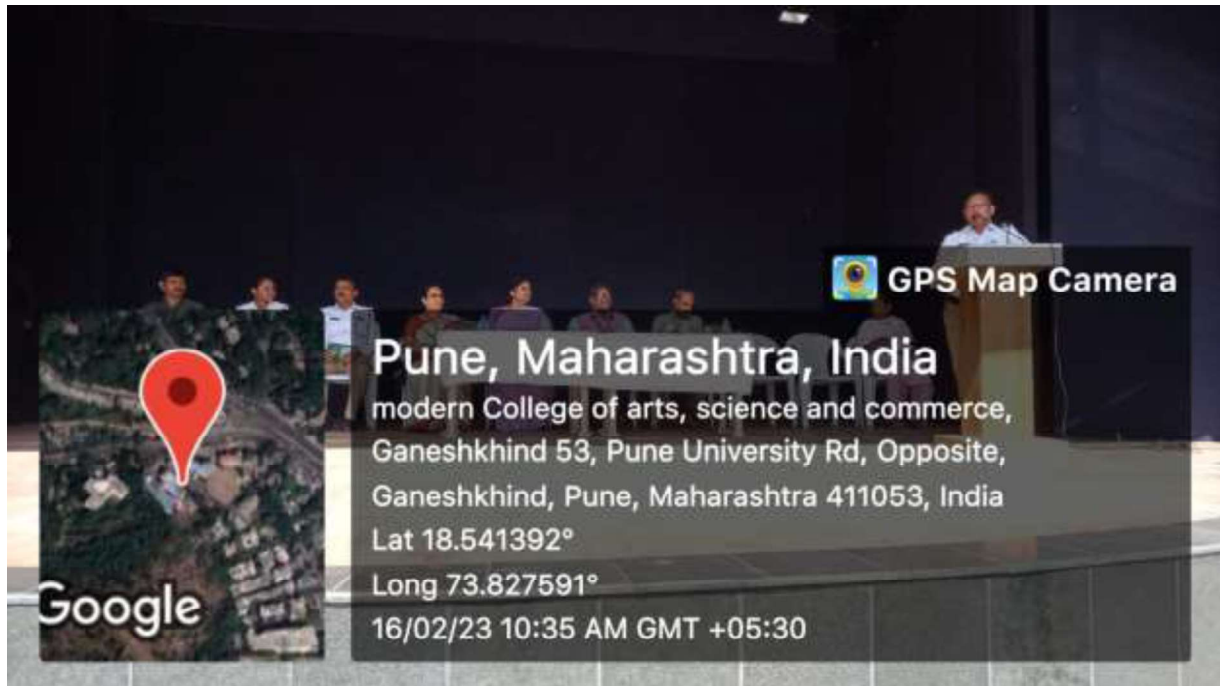 GPS Map Camera
Pune, Maharashtra, India
modern College of arts, science and commerce,
Ganeshkhind 53, Pune University Rd, Opposite,
Ganeshkhind, Pune, Maharashtra 411053, India
Lat 18.541392°
Long 73.827591°
16/02/23 10:35 AM GMT +05:30
Google